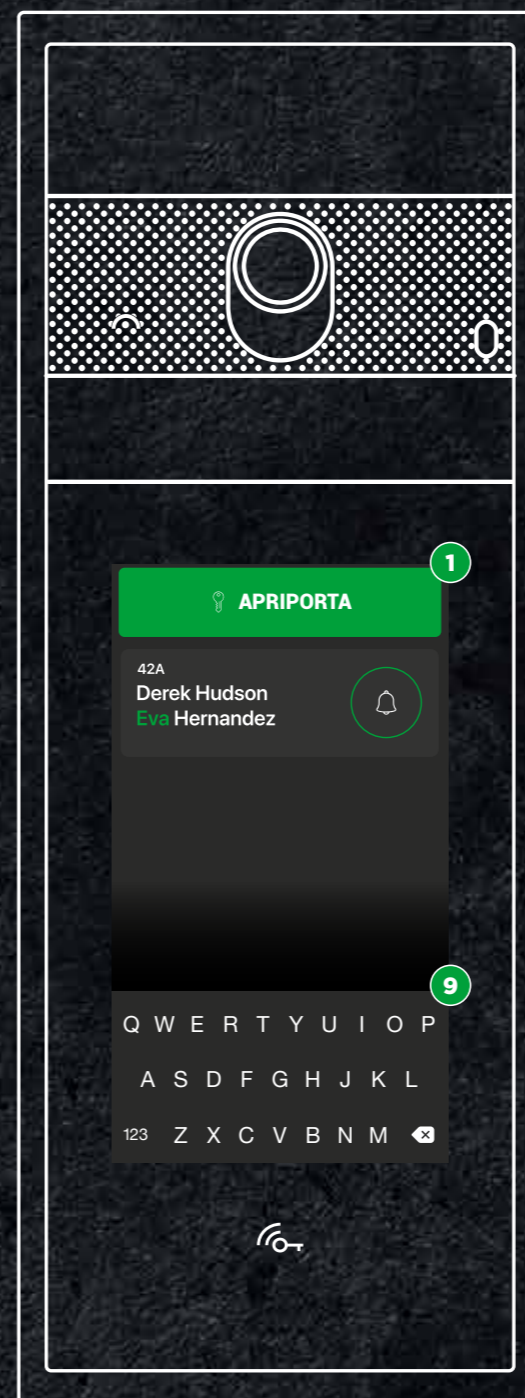 1
APRIPORTA
42A
Derek Hudson
Eva Hernandez
9
Q W E R T Y U I O P
A S D F G H J K L
123 Z X C V B N M